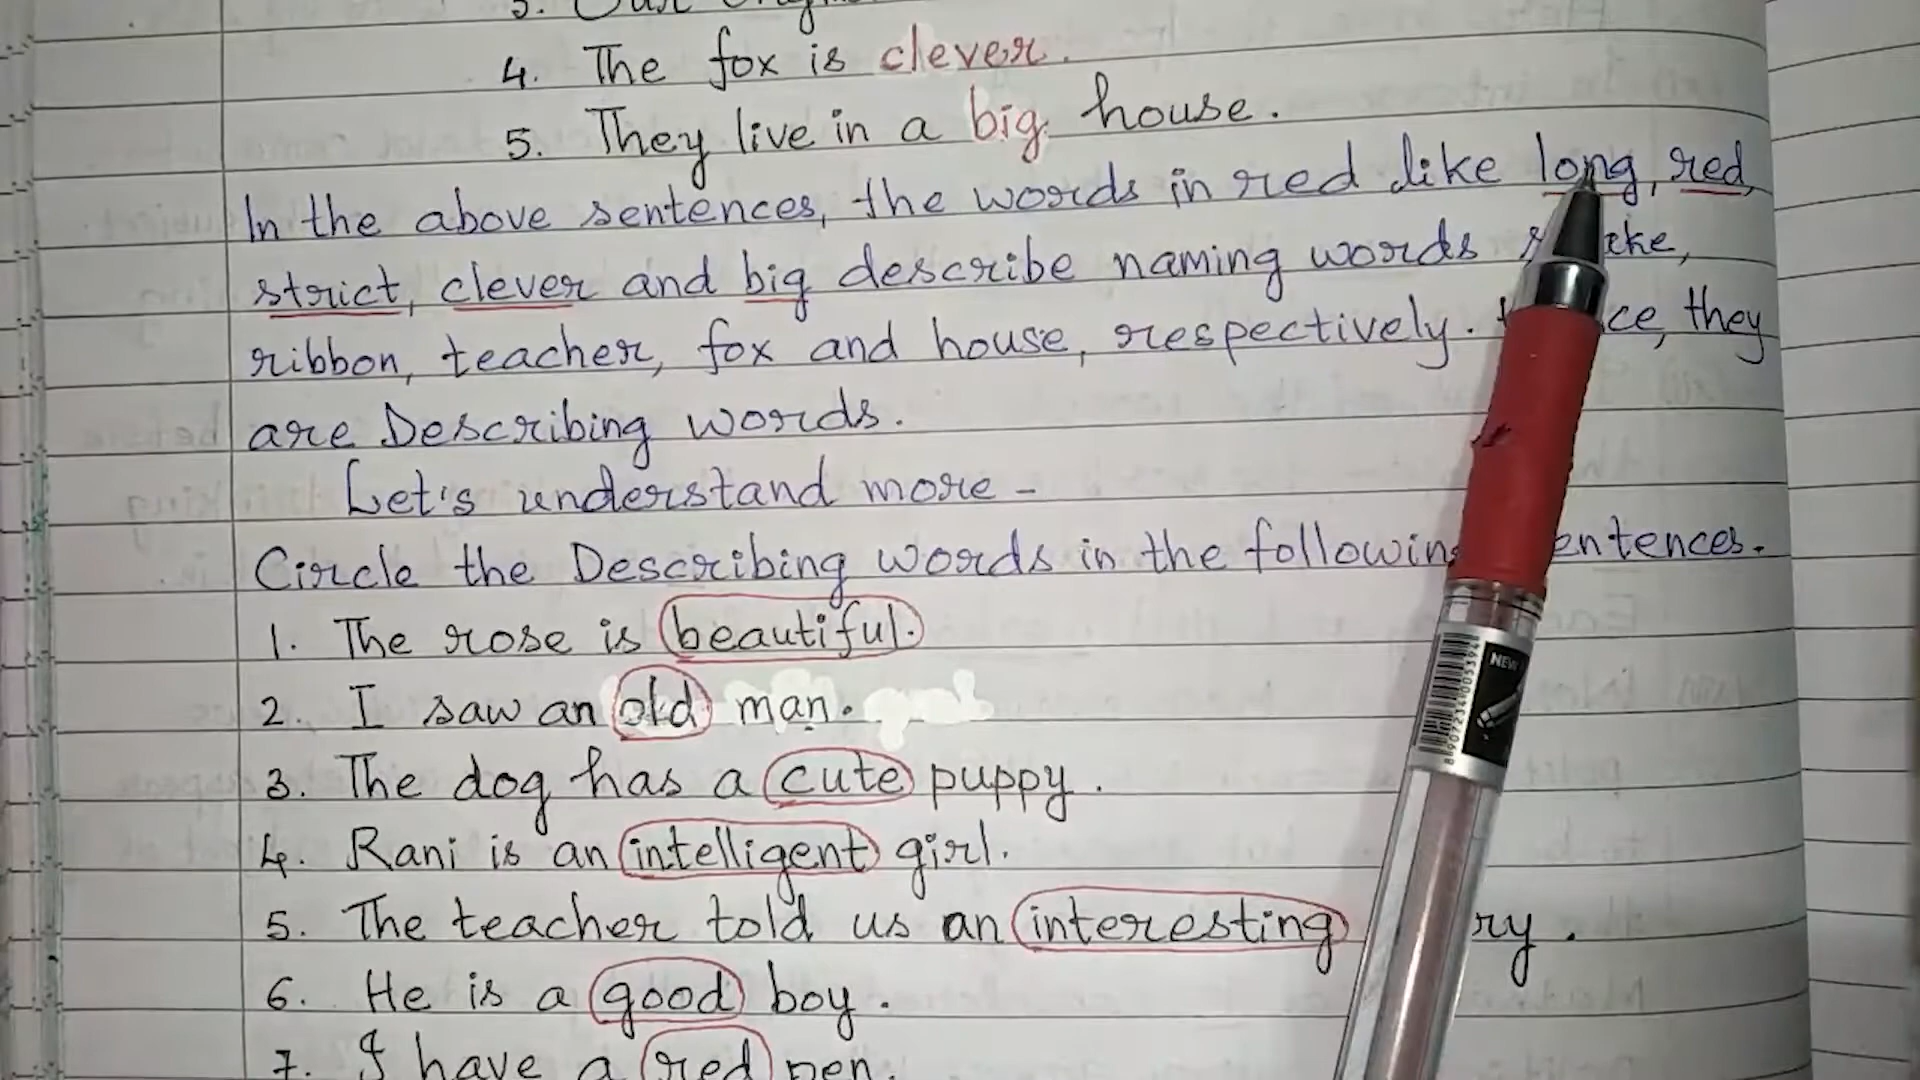 4. The fox is clever.
5. They live in a big house.
In the above sentences, the words in red like long, red,
strict, clever and big describe naming words
ribbon, teacher, fox and house, respectively. they
are Describing words.
Let's understand more -
Circle the Describing words in the following sentences.
1. The rose is beautiful.
2. I saw an old man.
3. The dog has a cute puppy.
4. Rani is an intelligent girl.
5. The teacher told us an interesting ry.
6. He is a good boy.
7. I have a red pen.
NEW